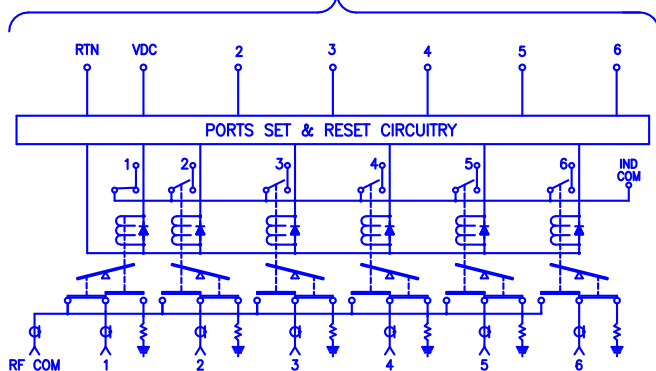 RTN VDC 2 3 4 5 6
PORTS SET & RESET CIRCUITRY
1 2 3 4 5 6 IND
COM
RF COM 1 2 3 4 5 6